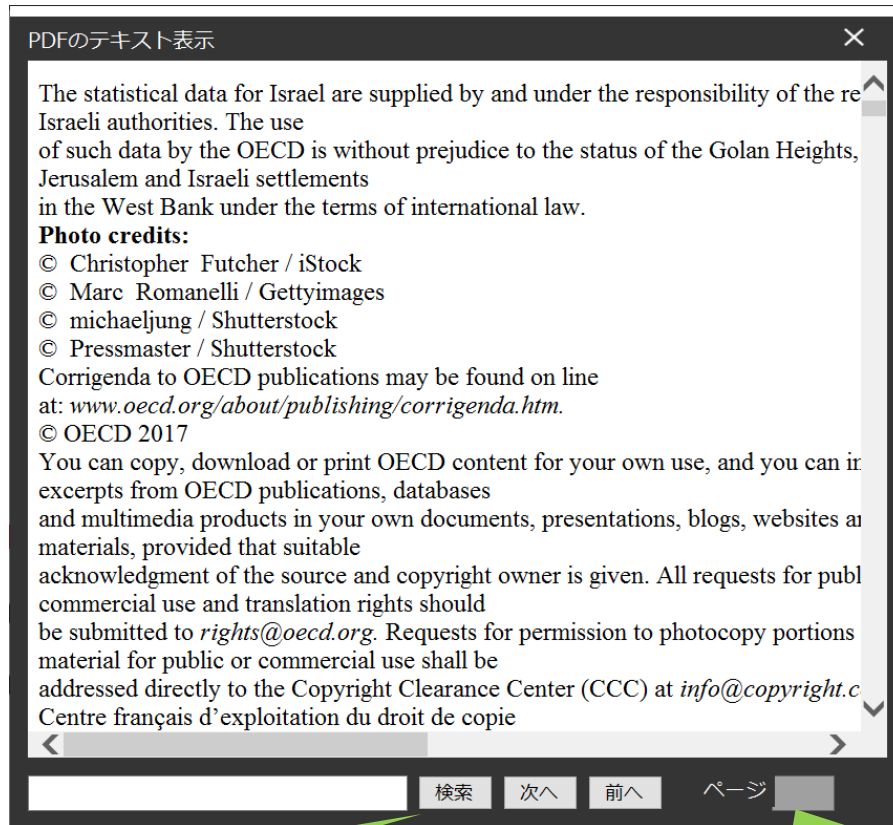 PDFのテキスト表示
The statistical data for Israel are supplied by and under the responsibility of the
Israeli authorities. The use
of such data by the OECD is without prejudice to the status of the Golan Heights,
Jerusalem and Israeli settlements
in the West Bank under the terms of international law.
Photo credits:
© Christopher Futcher / iStock
© Marc Romanelli / Gettyimages
© michaeljung / Shutterstock
© Pressmaster / Shutterstock
Corrigenda to OECD publications may be found on line
at: www.oecd.org/about/publishing/corrigenda.htm.
© OECD 2017
You can copy, download or print OECD content for your own use, and you can
excerpts from OECD publications, databases
and multimedia products in your own documents, presentations, blogs, websites
materials, provided that suitable
acknowledgment of the source and copyright owner is given. All requests for
commercial use and translation rights should
be submitted to rights@oecd.org. Requests for permission to photocopy portions
material for public or commercial use shall be
addressed directly to the Copyright Clearance Center (CCC) at
Centre français d’exploitation du droit de copie
検索 次へ 前へ ページ